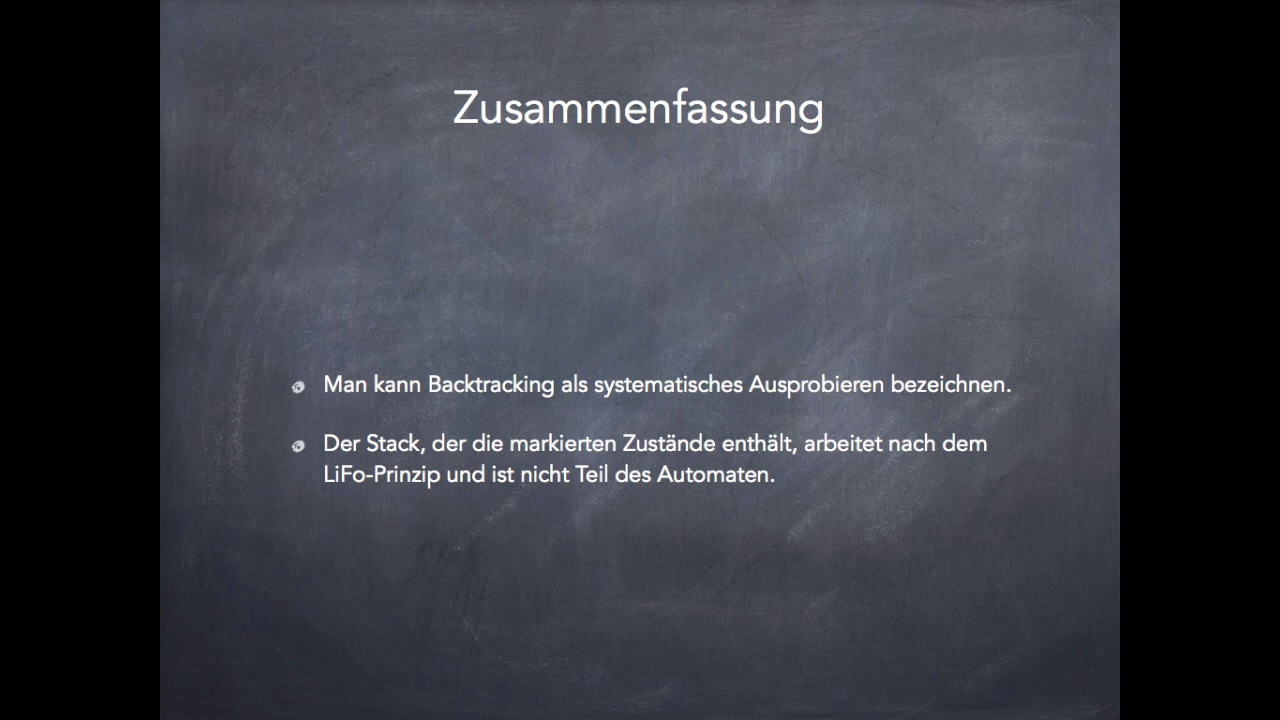 Zusammenfassung
Man kann Backtracking als systematisches Ausprobieren bezeichnen.
Der Stack, der die markierten Zustände enthält, arbeitet nach dem
LiFo-Prinzip und ist nicht Teil des Automaten.